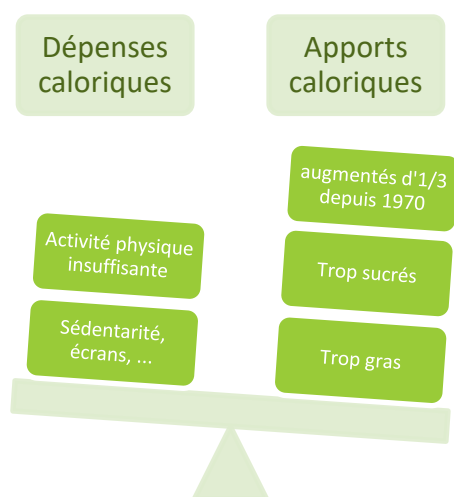 Dépenses
caloriques
Apports
caloriques
augmentés d'1/3
depuis 1970
Activité physique
insuffisante
Trop sucrés
Sédentarité,
écrans, ...
Trop gras